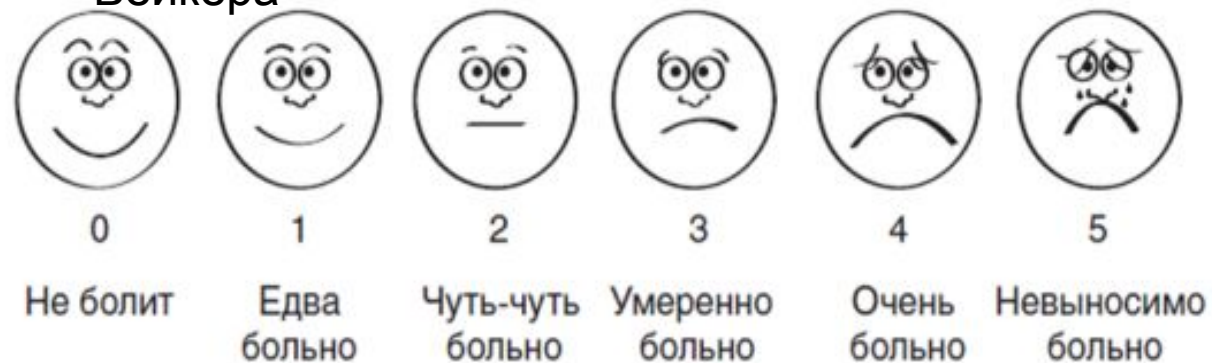 0 1 2 3 4 5
Не болит Едва Чуть-чуть Умеренно Очень Невыносимо
больно больно больно больно больно